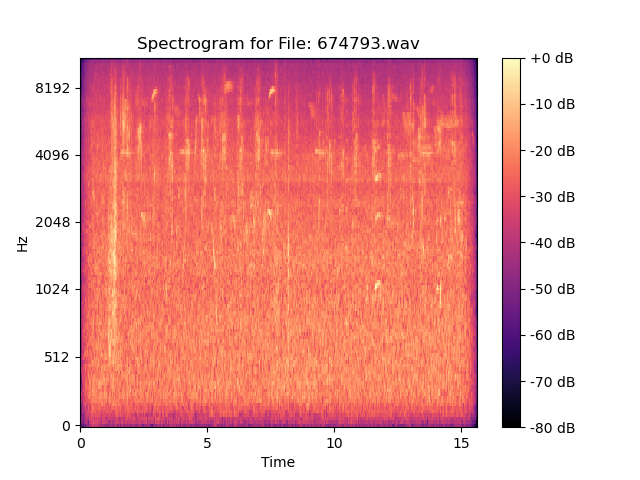 Spectrogram for File: 674793.wav
Hz
8192
4096
2048
1024
512
0
0 5 10 15
Time
+0 dB
-10 dB
-20 dB
-30 dB
-40 dB
-50 dB
-60 dB
-70 dB
-80 dB